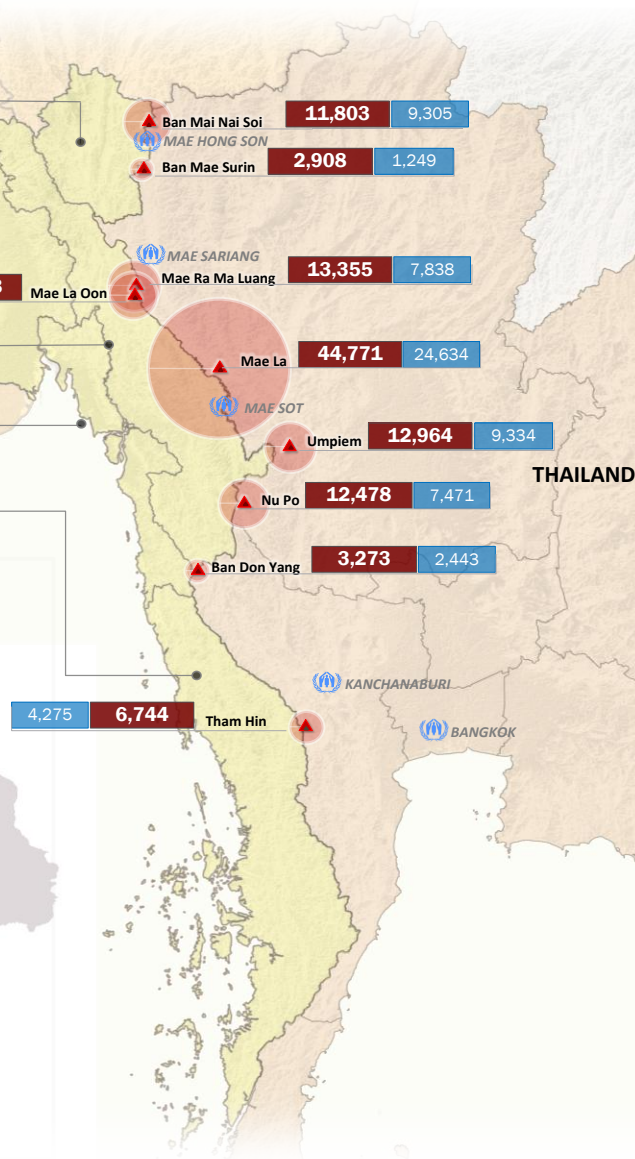 Ban Mai Nai Soi 11,803 9,305
MAE HONG SON
Ban Mae Surin 2,908 1,249
MAE SARIANG
Mae Ra Ma Luang 13,355 7,838
Mae La Oon
Mae La 44,771 24,634
MAE SOT
Umpiem 12,964 9,334
THAILAND
Nu Po 12,478 7,471
Ban Don Yang 3,273 2,443
KANCHANABURI
4,275 6,744 Tham Hin
BANGKOK